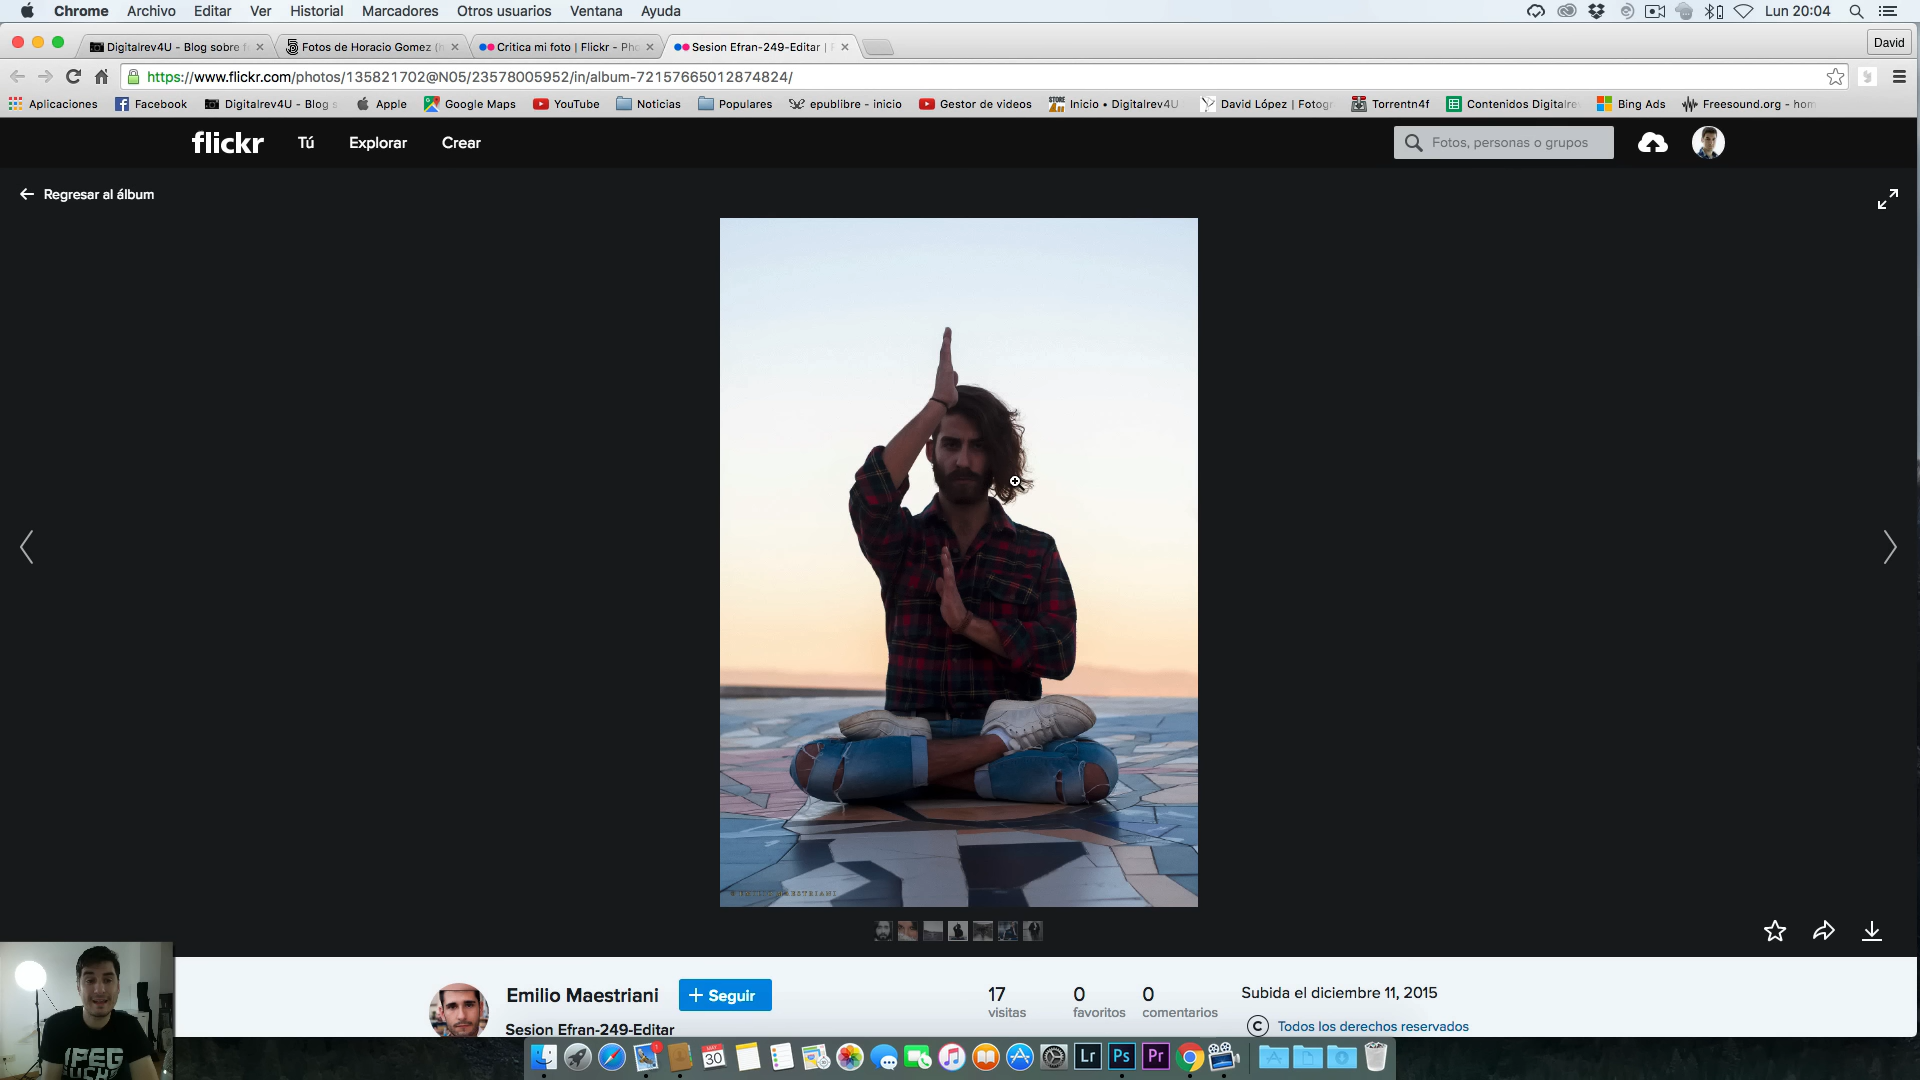 Chrome Archivo Editar Ver Historial Marcadores Otros usuarios Ventana Ayuda Lun 20:04
Digitalrev4U - Blog sobre f Fotos de Horacio Gomez (h Critica mi foto | Flickr - Pho Sesion Efran-249-Editar | F David
https://www.flickr.com/photos/135821702@N05/23578005952/in/album-72157665012874824/
Aplicaciones Facebook Digitalrev4U - Blog s Apple Google Maps YouTube Noticias Populares epublibre - inicio Gestor de videos Inicio • Digitalrev4U David López | Fotogr Torrentn4f Contenidos Digitalre Bing Ads Freesound.org - hom
flickr Tú Explorar Crear Fotos, personas o grupos
Regresar al álbum
Emilio Maestriani + Seguir 17 0 0 Subida el diciembre 11, 2015
visitas favoritos comentarios
Sesion Efran-249-Editar © Todos los derechos reservados
30 Lr Ps Pr